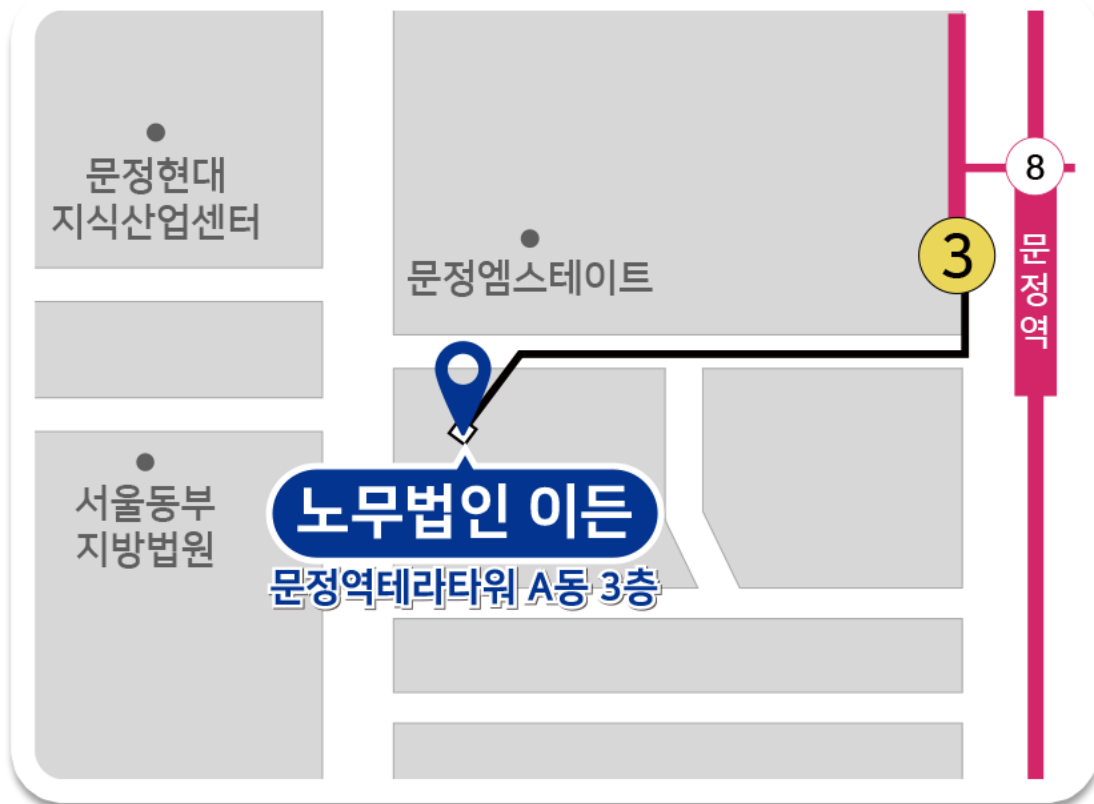 문정현대
지식산업센터
문정엠스테이트
8
3
문정역
서울동부
지방법원
노무법인 이든
문정역테라타워 A동 3층